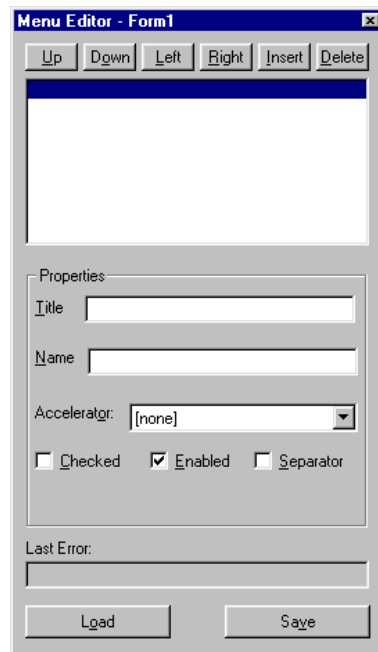 Menu Editor - Form1
Up Down Left Right Insert Delete
Properties
Title
Name
Accelerator: [none]
Checked Enabled Separator
Last Error:
Load Save